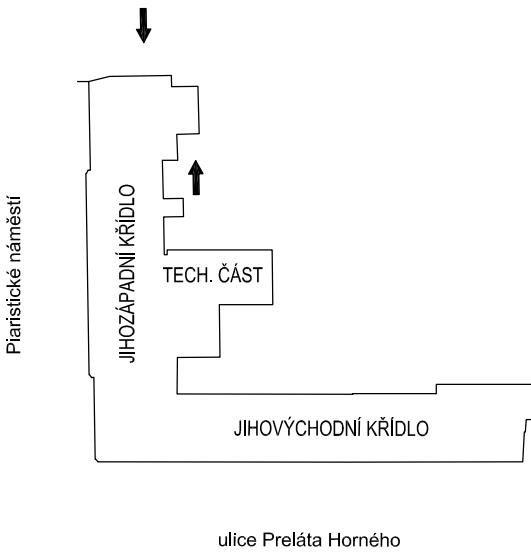 Piaristické náměstí
JIHOZÁPADNÍ KŘÍDLO
TECH. ČÁST
JIHOVÝCHODNÍ KŘÍDLO
ulice Preláta Horného